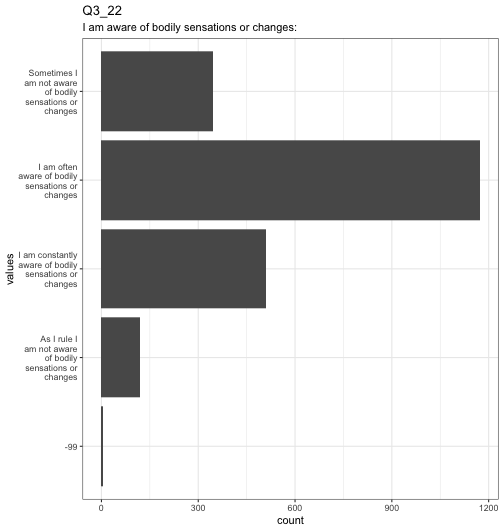 Q3_22
I am aware of bodily sensations or changes:
Sometimes I
am not aware
of bodily
sensations or
changes
I am often
aware of bodily
sensations or
changes
I am constantly
aware of bodily
sensations or
changes
As I rule I
am not aware
of bodily
sensations or
changes
-99
values
0 300 600 900 1200
count